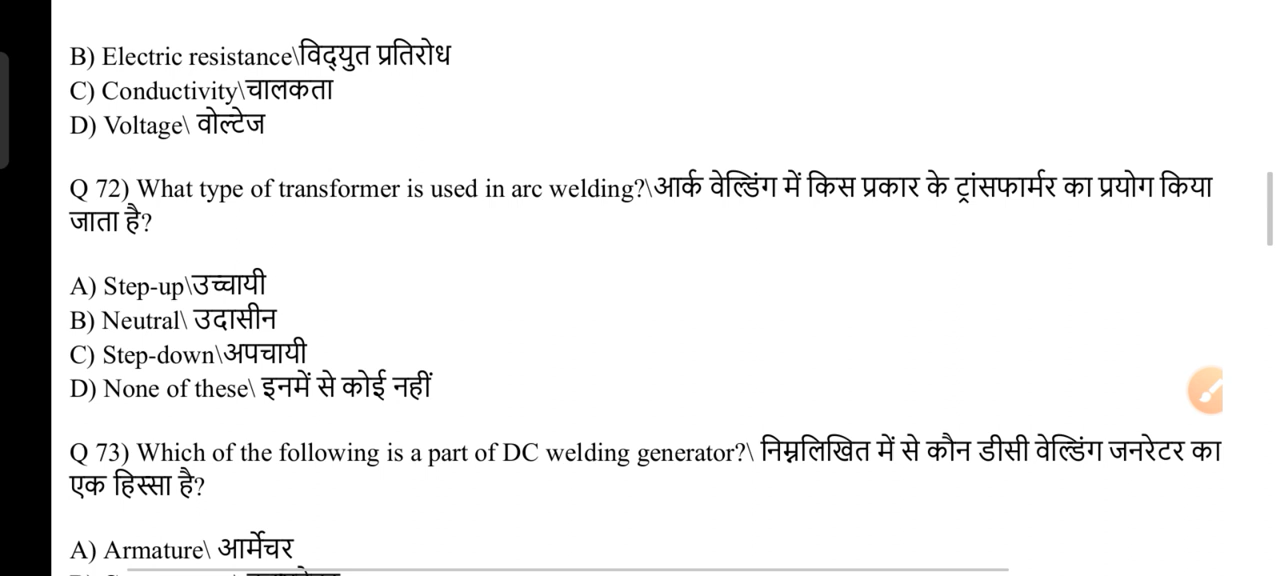 B) Electric resistance\विद्युत प्रतिरोध
C) Conductivity\चालकता
D) Voltage\ वोल्टेज
Q 72) What type of transformer is used in arc welding?\आर्क वेल्डिंग में किस प्रकार के ट्रांसफार्मर का प्रयोग किया
जाता है?
A) Step-up\उच्चायी
B) Neutral\ उदासीन
C) Step-down\अपचायी
D) None of these\ इनमें से कोई नहीं
Q 73) Which of the following is a part of DC welding generator?\ निम्नलिखित में से कौन डीसी वेल्डिंग जनरेटर का
एक हिस्सा है?
A) Armature\ आर्मेचर